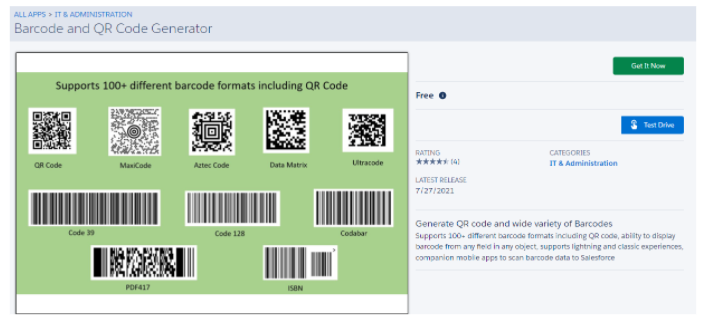 ALL APPS > IT & ADMINISTRATION
Barcode and QR Code Generator
Supports 100+ different barcode formats including QR Code
QR Code
MaxiCode
Aztec Code
Data Matrix
Ultracode
Code 39
Code 128
Codabar
PDF417
ISBN
Get It Now
Free
Test Drive
RATING
(4)
CATEGORIES
IT & Administration
LATEST RELEASE
7/27/2021
Generate QR code and wide variety of Barcodes
Supports 100+ different barcode formats including QR code, ability to display
barcode from any field in any object, supports lightning and classic experiences,
companion mobile apps to scan barcode data to Salesforce